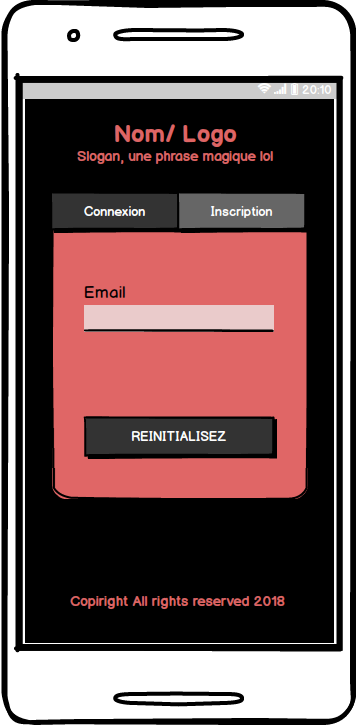 20:10
Nom/ Logo
Slogan, une phrase magique lol
Connexion Inscription
Email
REINITIALISEZ
Copiright All rights reserved 2018